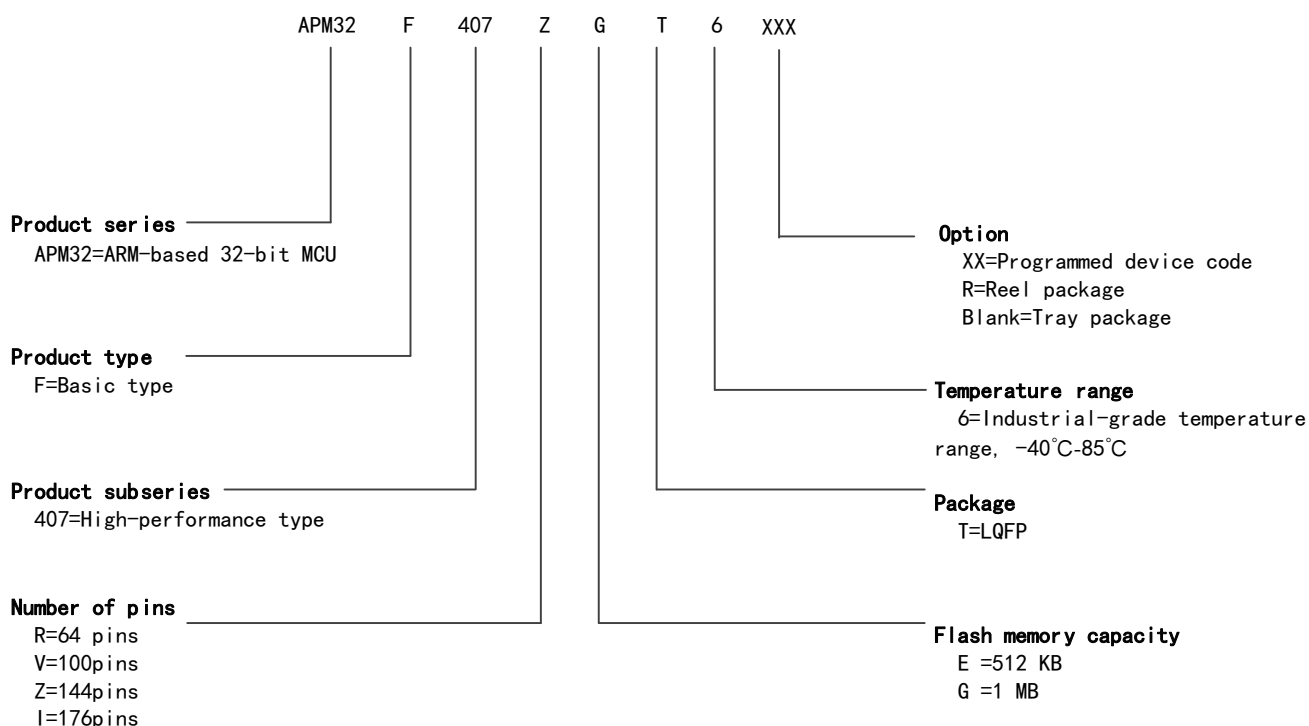 APM32 F 407 Z G T 6 XXX
Product series
APM32=ARM-based 32-bit MCU
Product type
F=Basic type
Product subseries
407=High-performance type
Number of pins
R=64 pins
V=100pins
Z=144pins
I=176pins
Option
XX=Programmed device code
R=Reel package
Blank=Tray package
Temperature range
6=Industrial-grade temperature
range, -40℃-85℃
Package
T=LQFP
Flash memory capacity
E =512 KB
G =1 MB